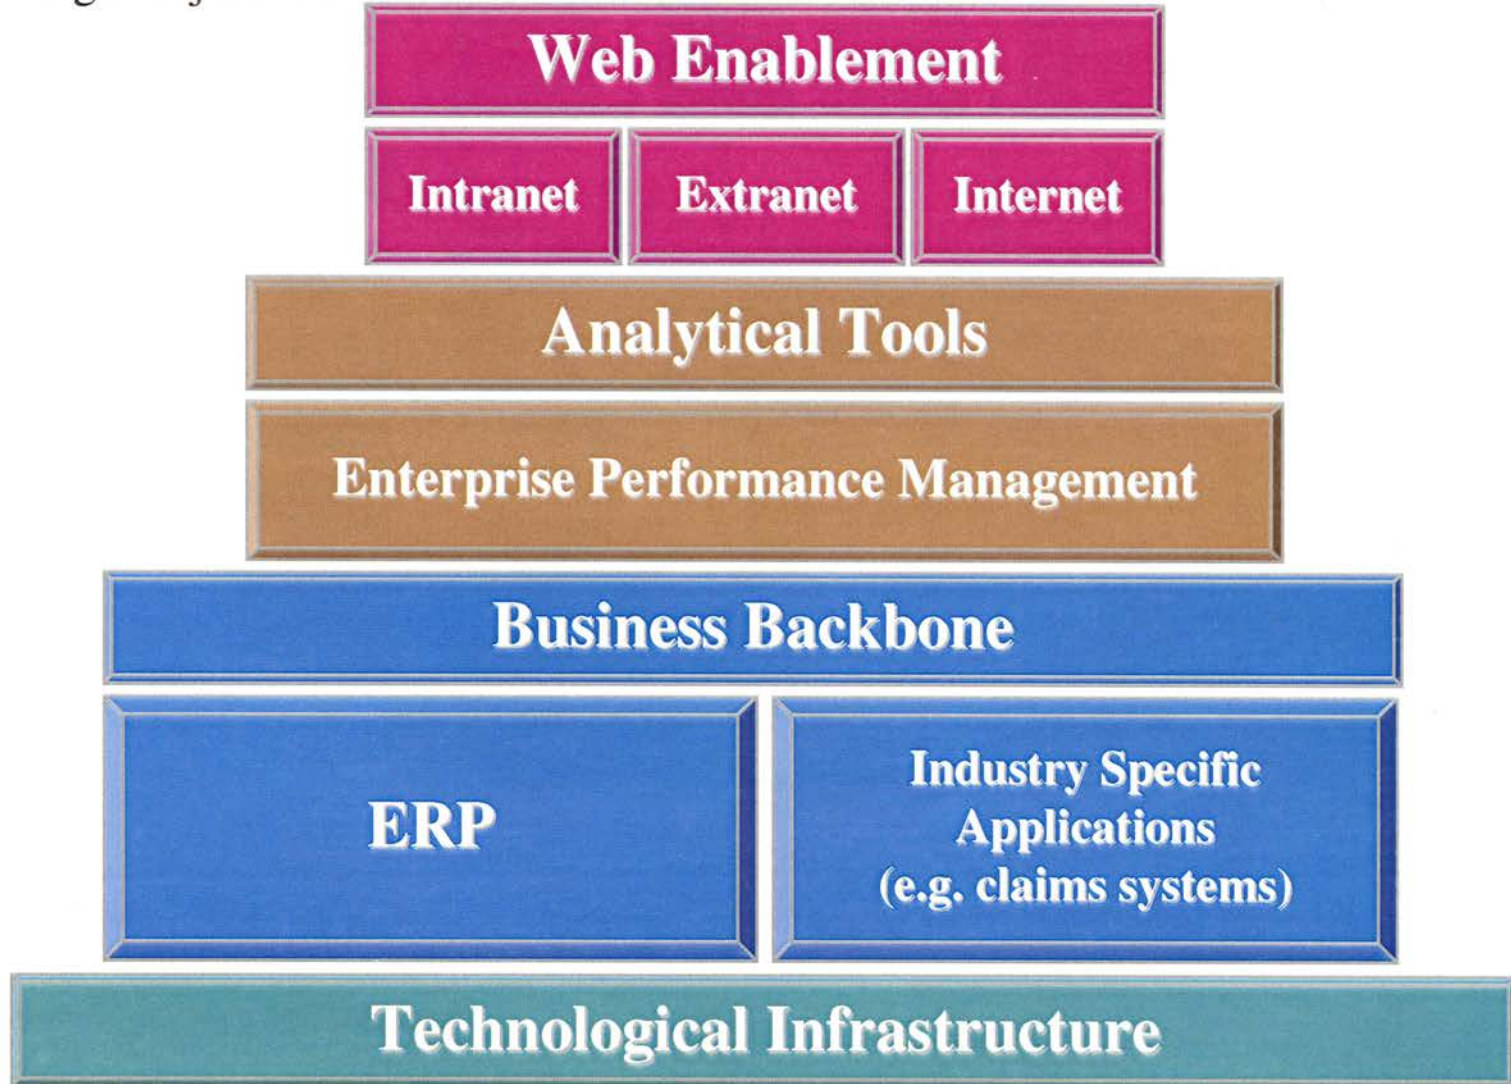 Web Enablement
Intranet Extranet Internet
Analytical Tools
Enterprise Performance Management
Business Backbone
ERP
Industry Specific
Applications
(e.g. claims systems)
Technological Infrastructure